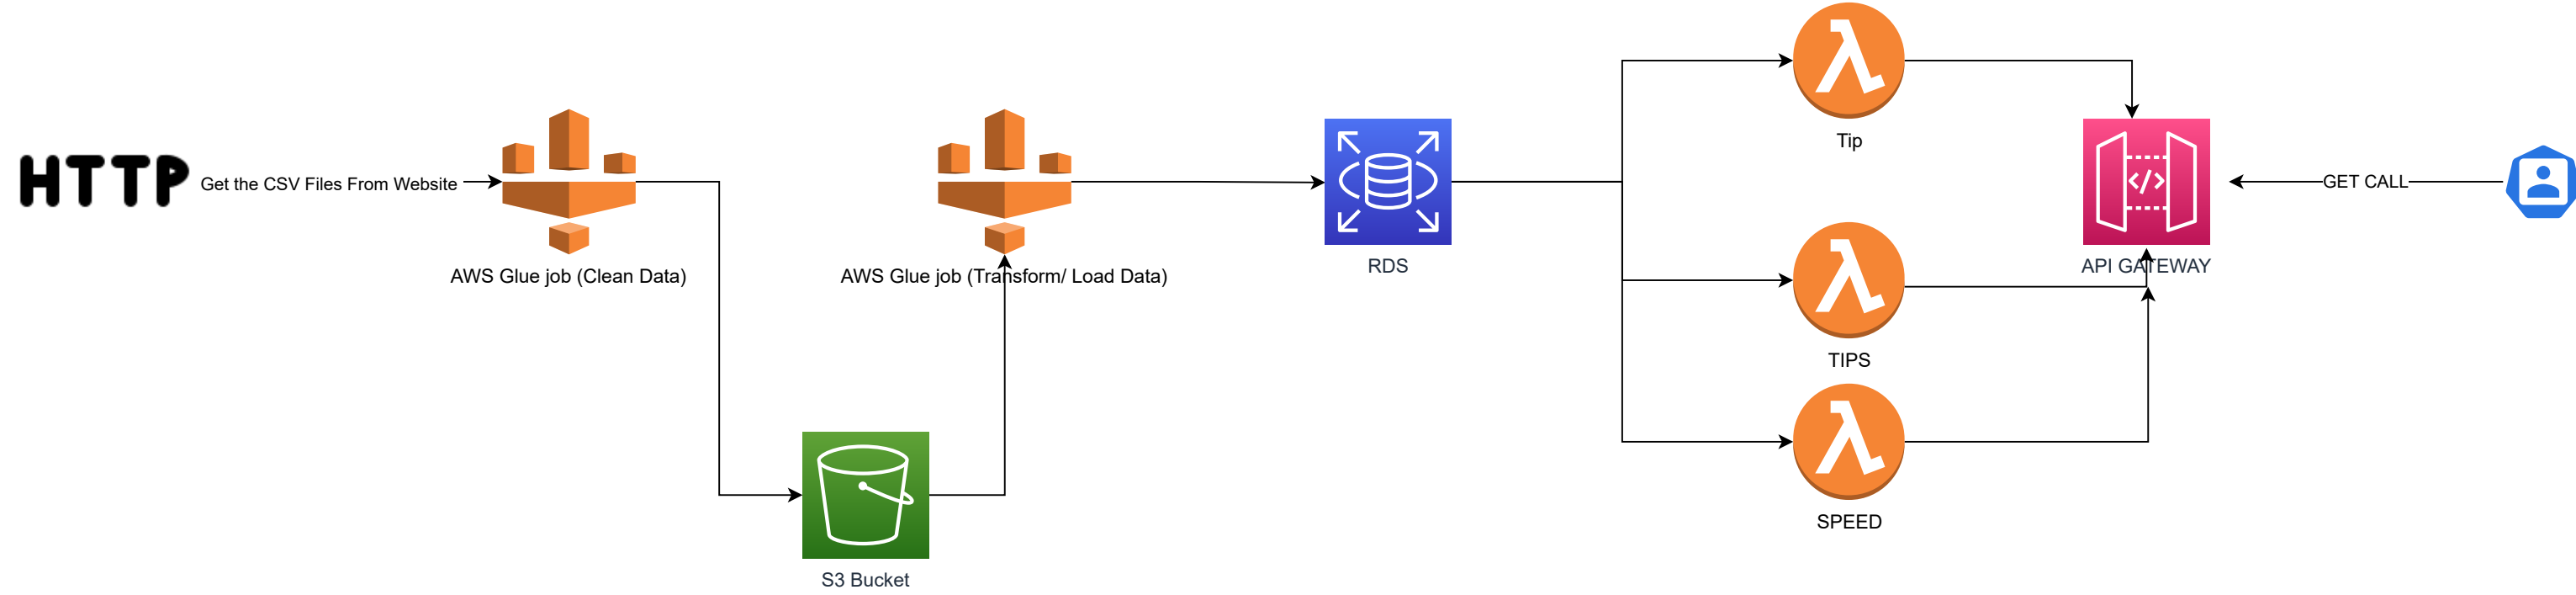 HTTP
Get the CSV Files From Website
AWS Glue job (Clean Data)
AWS Glue job (Transform/ Load Data)
S3 Bucket
RDS
Tip
TIPS
SPEED
API GATEWAY
GET CALL